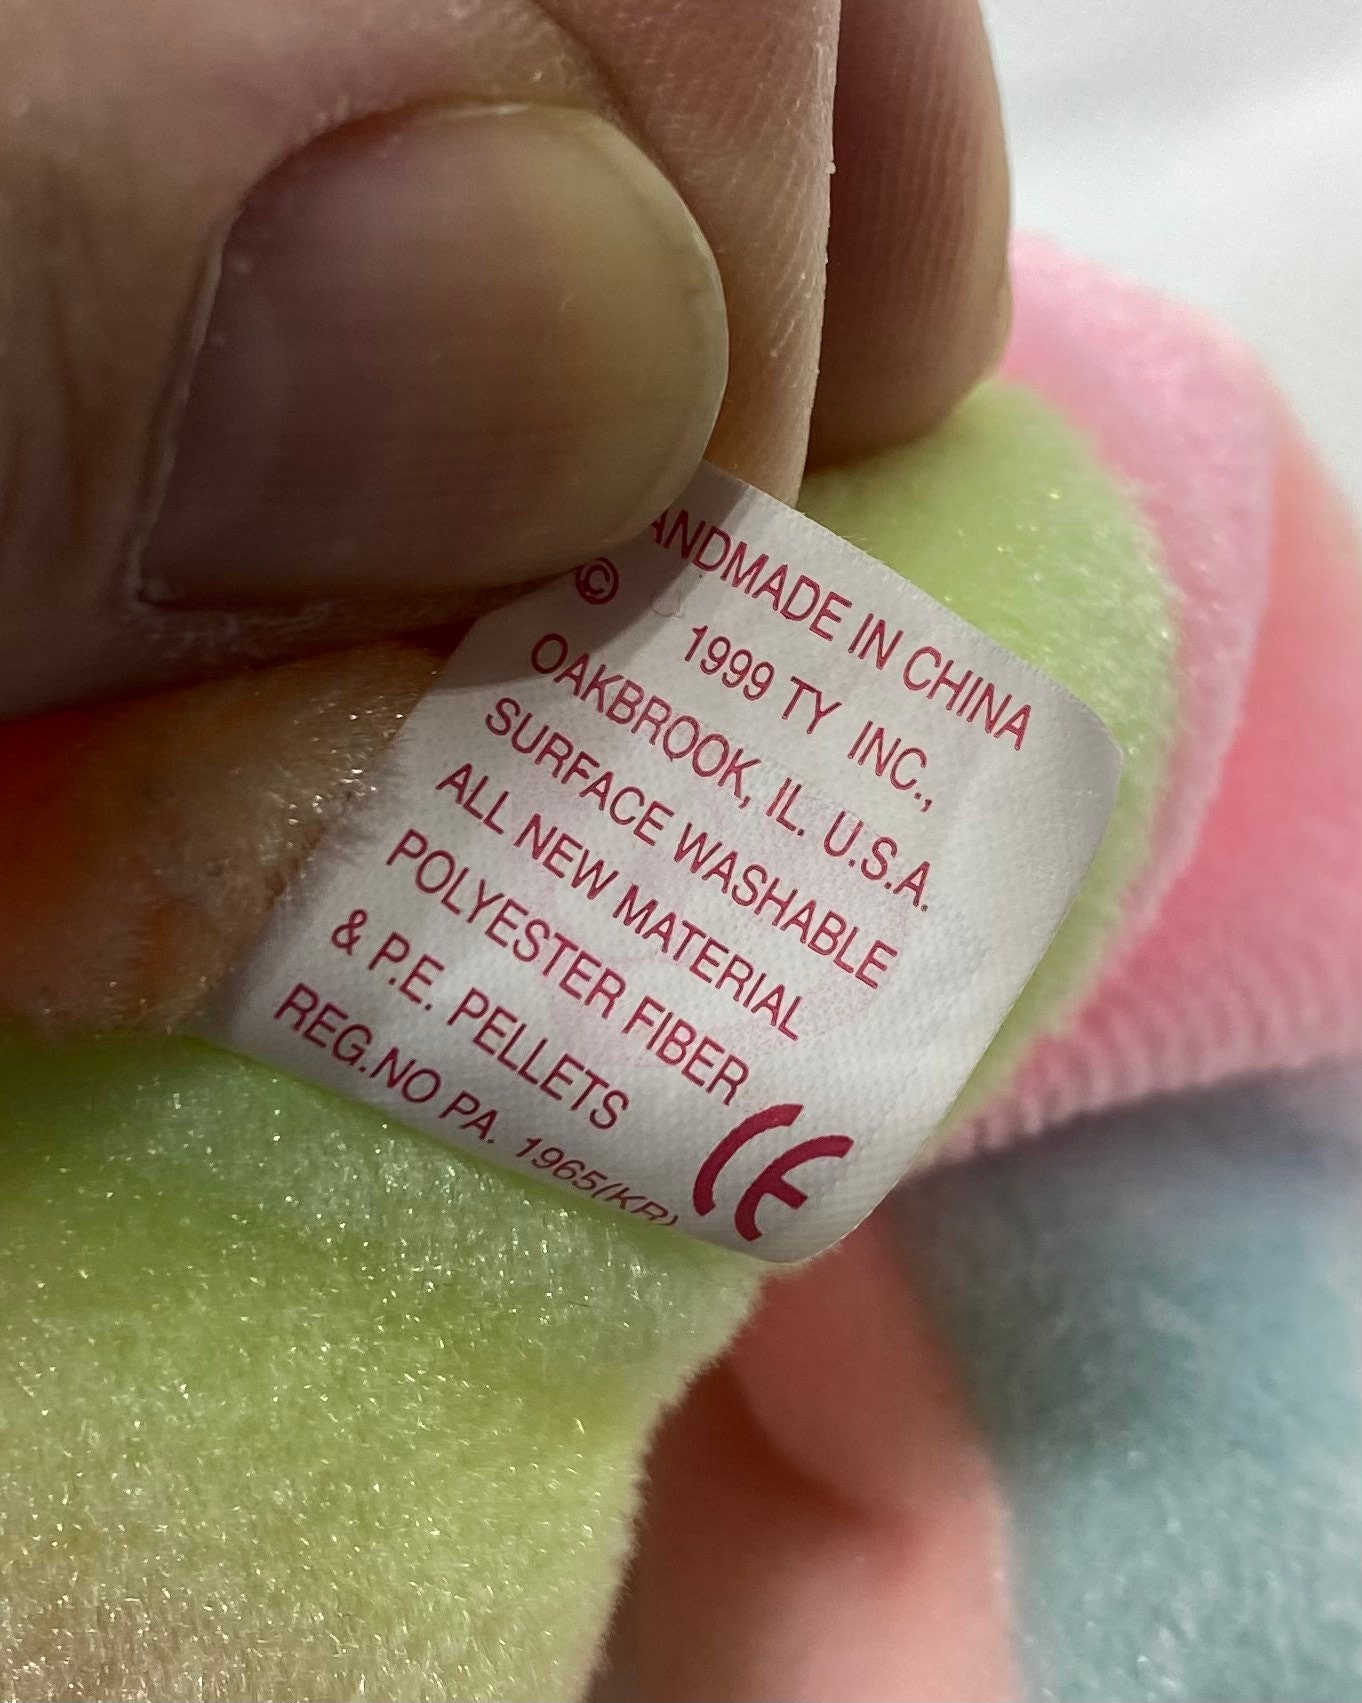 ANDMADE IN CHINA
© 1999 TY INC.,
OAKBROOK, IL. U.S.A.
SURFACE WASHABLE
ALL NEW MATERIAL
POLYESTER FIBER
& P.E. PELLETS
REG.NO PA. 1965(KR)
CE